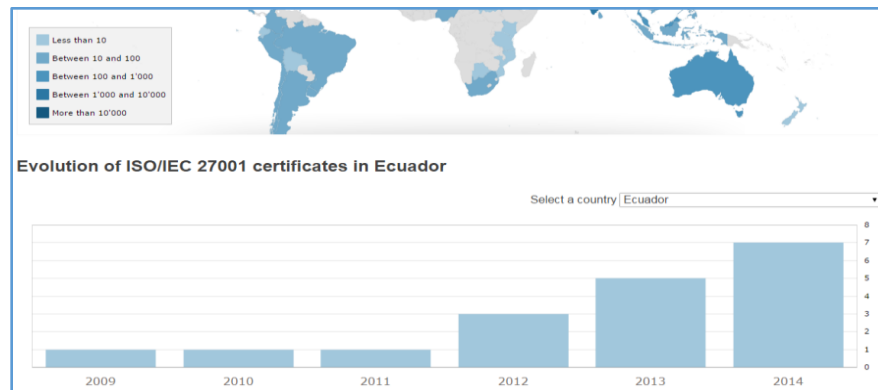 Less than 10
Between 10 and 100
Between 100 and 1'000
Between 1'000 and 10'000
More than 10'000
Evolution of ISO/IEC 27001 certificates in Ecuador
Select a country Ecuador
8
7
6
5
4
3
2
1
0
2009 2010 2011 2012 2013 2014